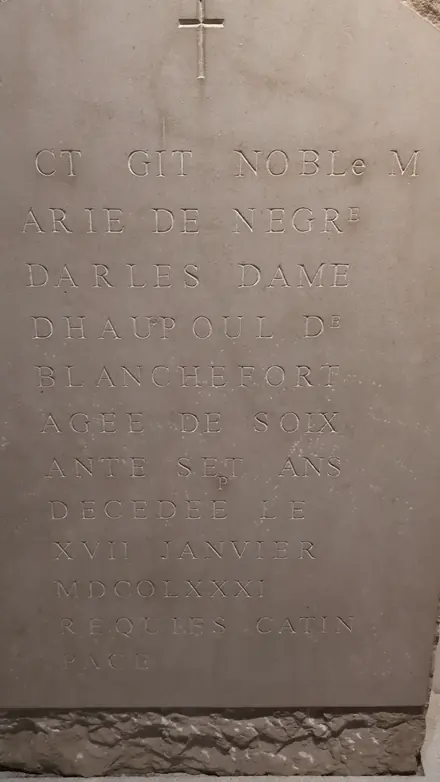 CT GIT NOBLe M
ARIE DE NEGRE
DARLES DAME
DHAUPOUL DE
BLANCHEFORT
AGEE DE SOIX
ANTE SEpT ANS
DECEDEE LE
XVII JANVIER
MDCOLXXXI
REQUIES CATIN
PACE